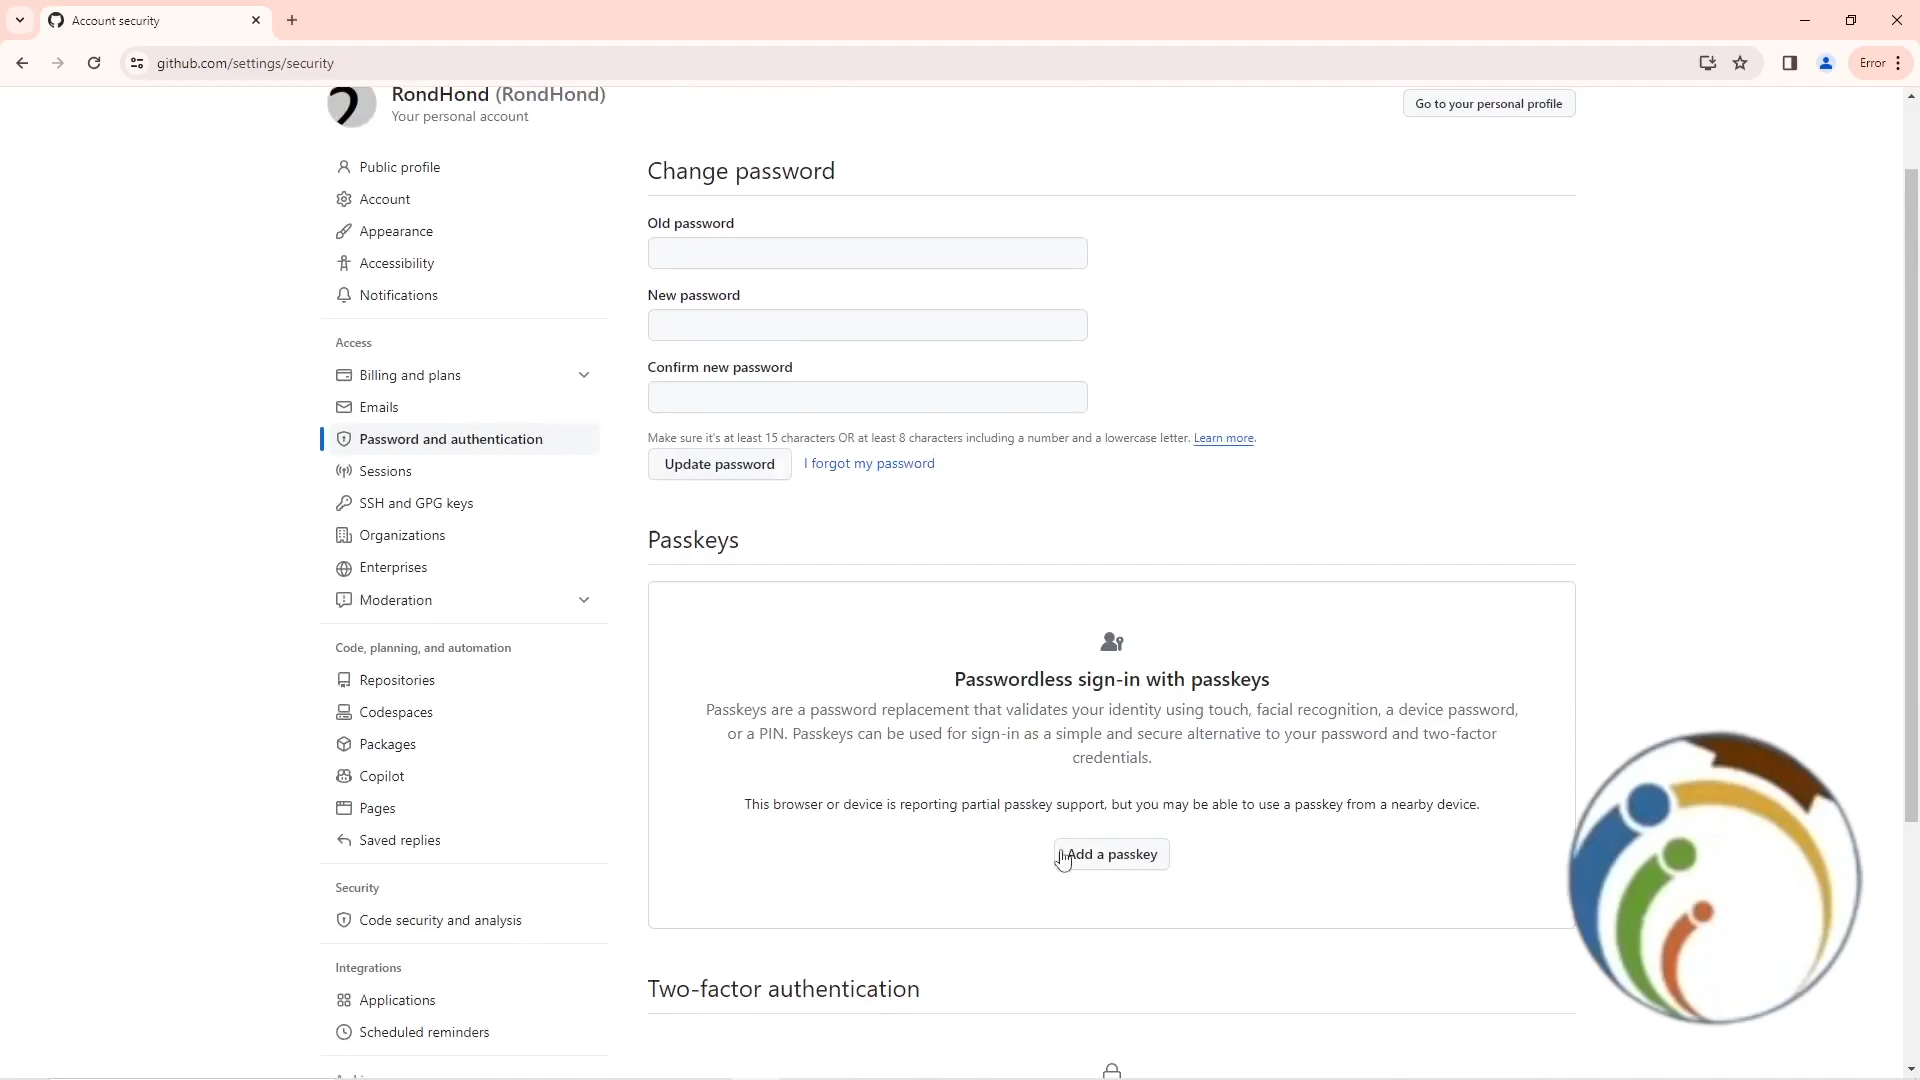 Account security
github.com/settings/security
Error
RondHond (RondHond)
Your personal account
Go to your personal profile
Public profile
Account
Appearance
Accessibility
Notifications
Access
Billing and plans
Emails
Password and authentication
Sessions
SSH and GPG keys
Organizations
Enterprises
Moderation
Code, planning, and automation
Repositories
Codespaces
Packages
Copilot
Pages
Saved replies
Security
Code security and analysis
Integrations
Applications
Scheduled reminders
Change password
Old password
New password
Confirm new password
Make sure it's at least 15 characters OR at least 8 characters including a number and a lowercase letter. Learn more.
Update password
I forgot my password
Passkeys
Passwordless sign-in with passkeys
Passkeys are a password replacement that validates your identity using touch, facial recognition, a device password,
or a PIN. Passkeys can be used for sign-in as a simple and secure alternative to your password and two-factor
credentials.
This browser or device is reporting partial passkey support, but you may be able to use a passkey from a nearby device.
Add a passkey
Two-factor authentication